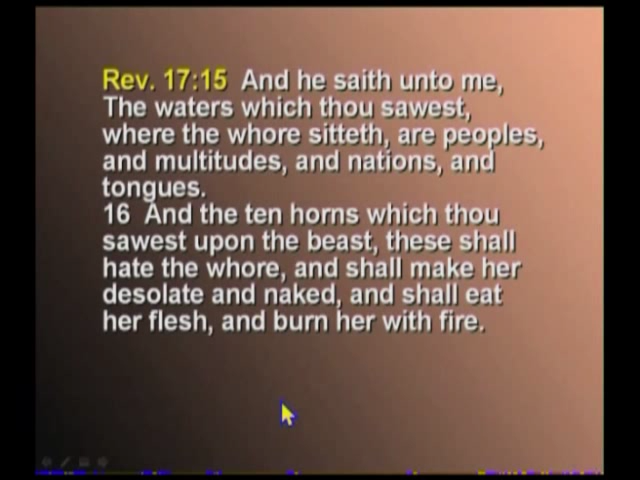 Rev. 17:15 And he saith unto me,
The waters which thou sawest,
where the whore sitteth, are peoples,
and multitudes, and nations, and
tongues.
16 And the ten horns which thou
sawest upon the beast, these shall
hate the whore, and shall make her
desolate and naked, and shall eat
her flesh, and burn her with fire.